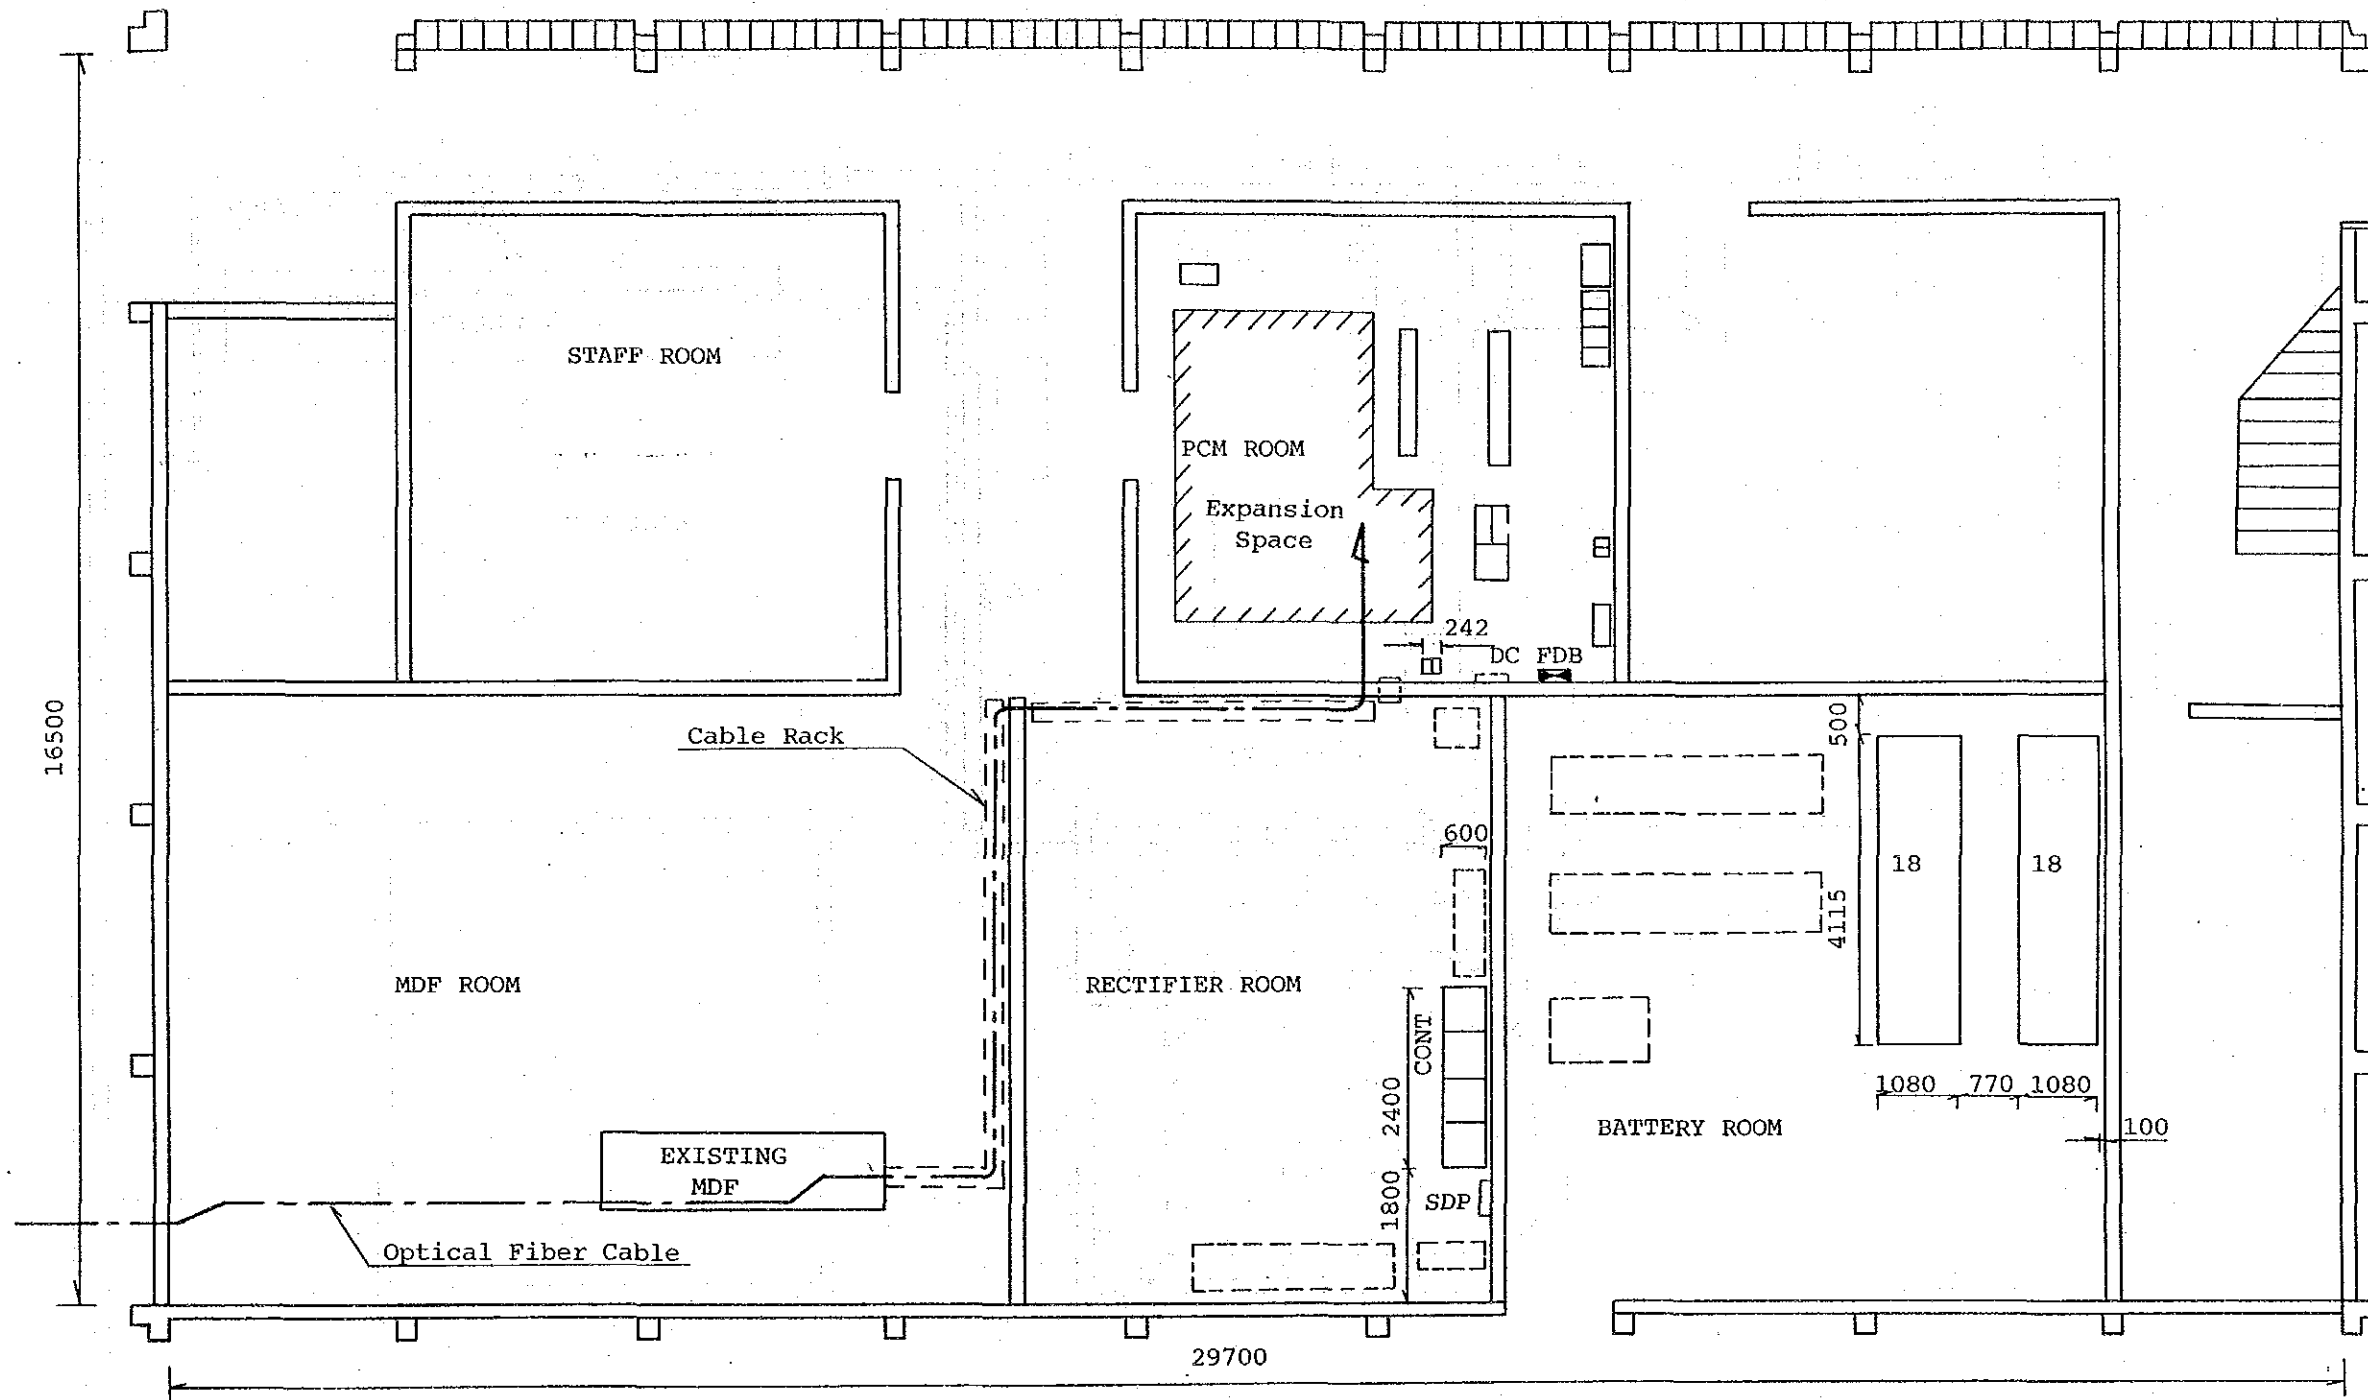 STAFF ROOM
PCM ROOM
Expansion
Space
242
DC FDB
16500
Cable Rack
500
600
18
18
4115
MDF ROOM
RECTIFIER ROOM
CONT
2400
1080
770
1080
BATTERY ROOM
100
EXISTING
MDF
1800
SDP
Optical Fiber Cable
29700